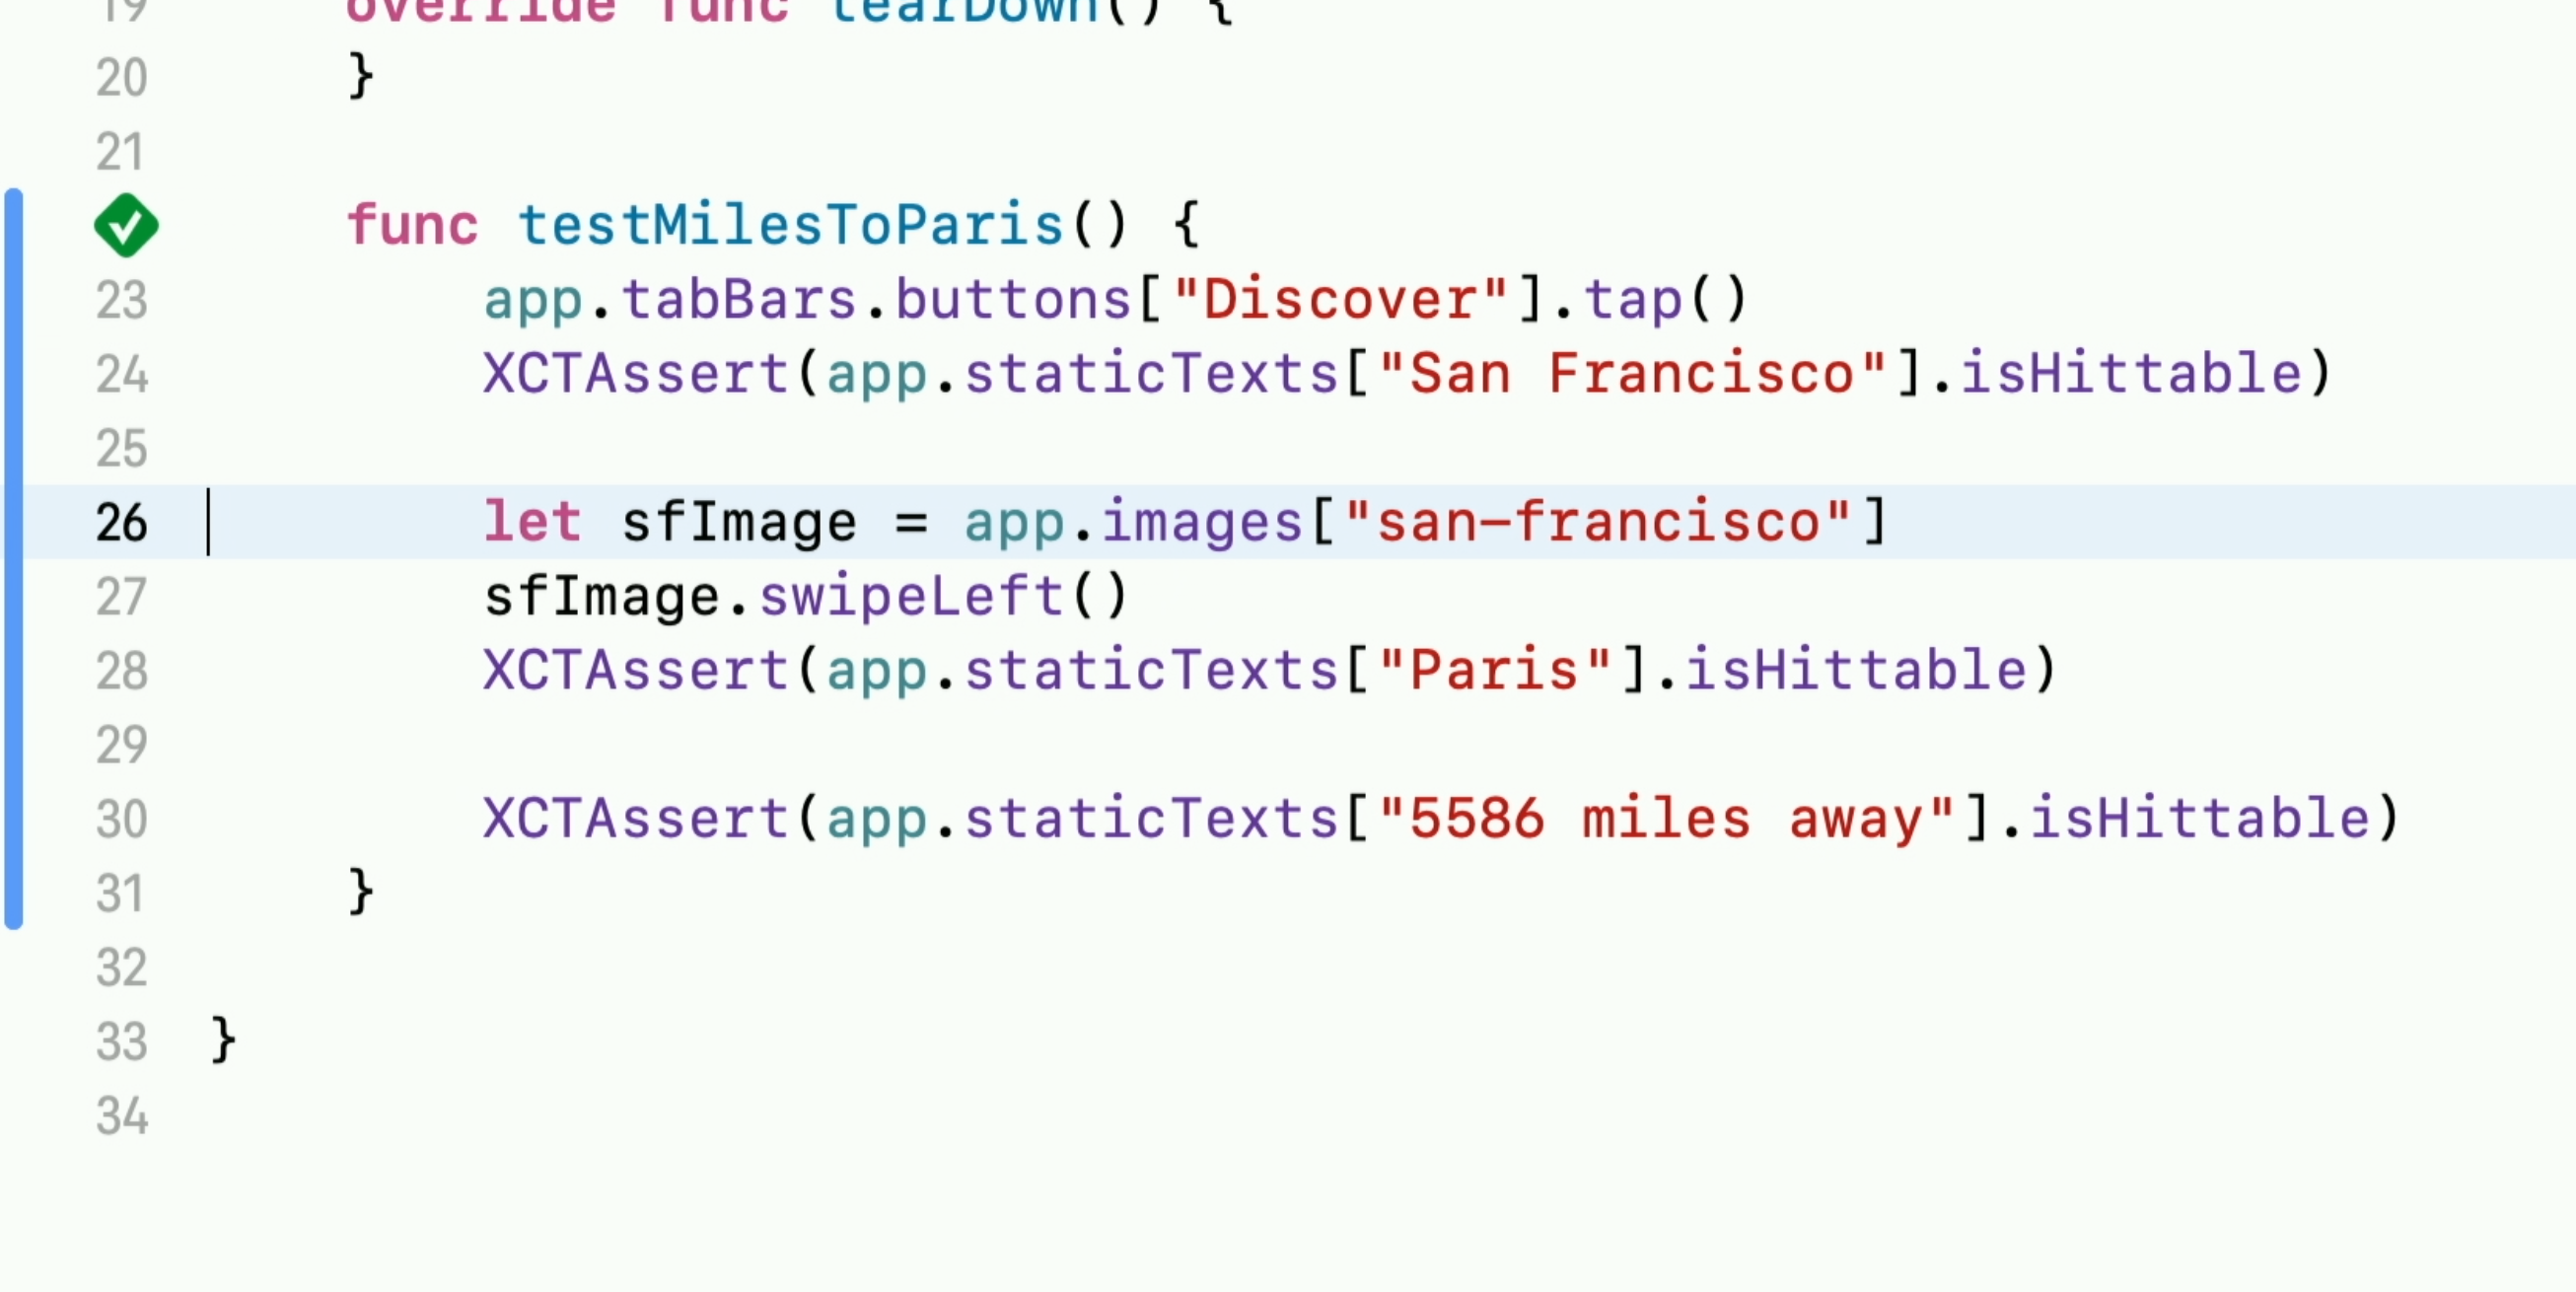 19 override func tearDown() {
20 }
21
func testMilesToParis() {
23 app.tabBars.buttons["Discover"].tap()
24 XCTAssert(app.staticTexts["San Francisco"].isHittable)
25
26 let sfImage = app.images["san-francisco"]
27 sfImage.swipeLeft()
28 XCTAssert(app.staticTexts["Paris"].isHittable)
29
30 XCTAssert(app.staticTexts["5586 miles away"].isHittable)
31 }
32
33 }
34